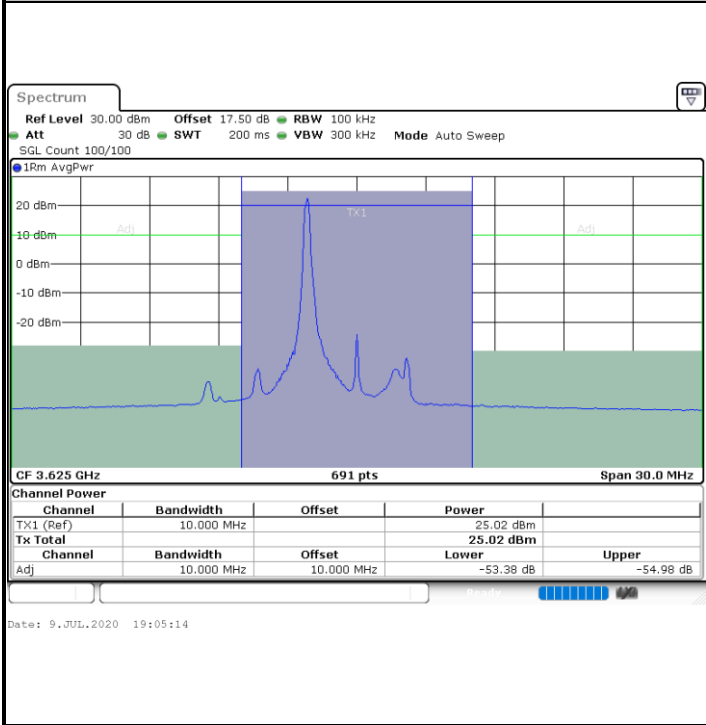 Spectrum
Ref Level 30.00 dBm Offset 17.50 dB RBW 100 kHz
Att 30 dB SWT 200 ms VBW 300 kHz Mode Auto Sweep
SGL Count 100/100
1Rm AvgPwr
20 dBm
TX1
Adj
Adj
10 dBm
0 dBm
-10 dBm
-20 dBm
CF 3.625 GHz 691 pts Span 30.0 MHz
Channel Power
Channel Bandwidth Offset Power
TX1 (Ref) 10.000 MHz 25.02 dBm
Tx Total 25.02 dBm
Channel Bandwidth Offset Lower Upper
Adj 10.000 MHz 10.000 MHz -53.38 dB -54.98 dB
Ready
Date: 9.JUL.2020 19:05:14